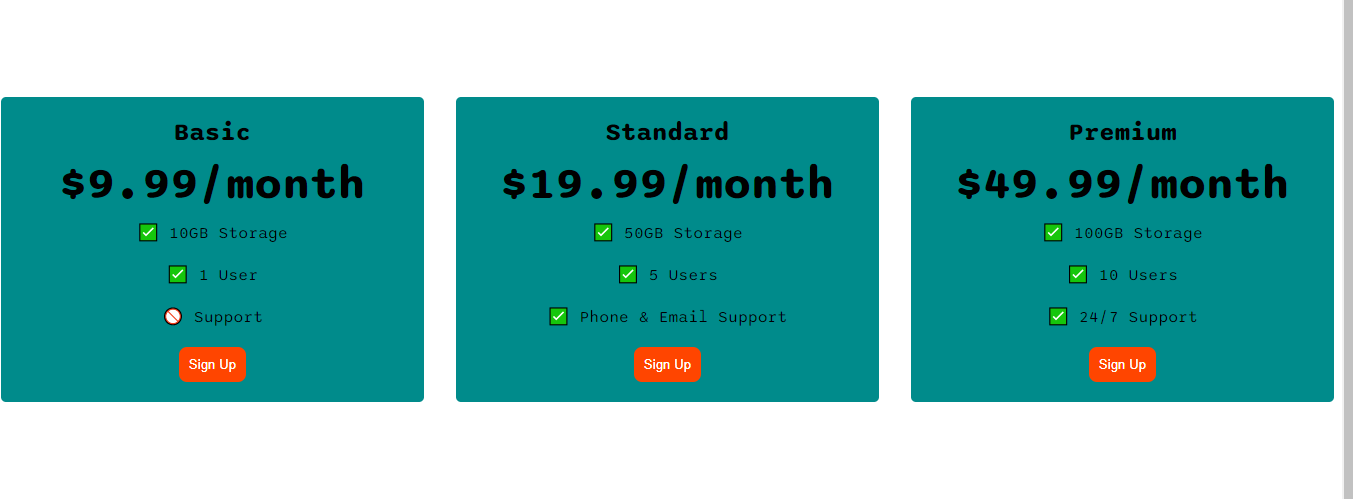 Basic
$9.99/month
✅ 10GB Storage
✅ 1 User
🚫 Support
Sign Up
Standard
$19.99/month
✅ 50GB Storage
✅ 5 Users
✅ Phone & Email Support
Sign Up
Premium
$49.99/month
✅ 100GB Storage
✅ 10 Users
✅ 24/7 Support
Sign Up